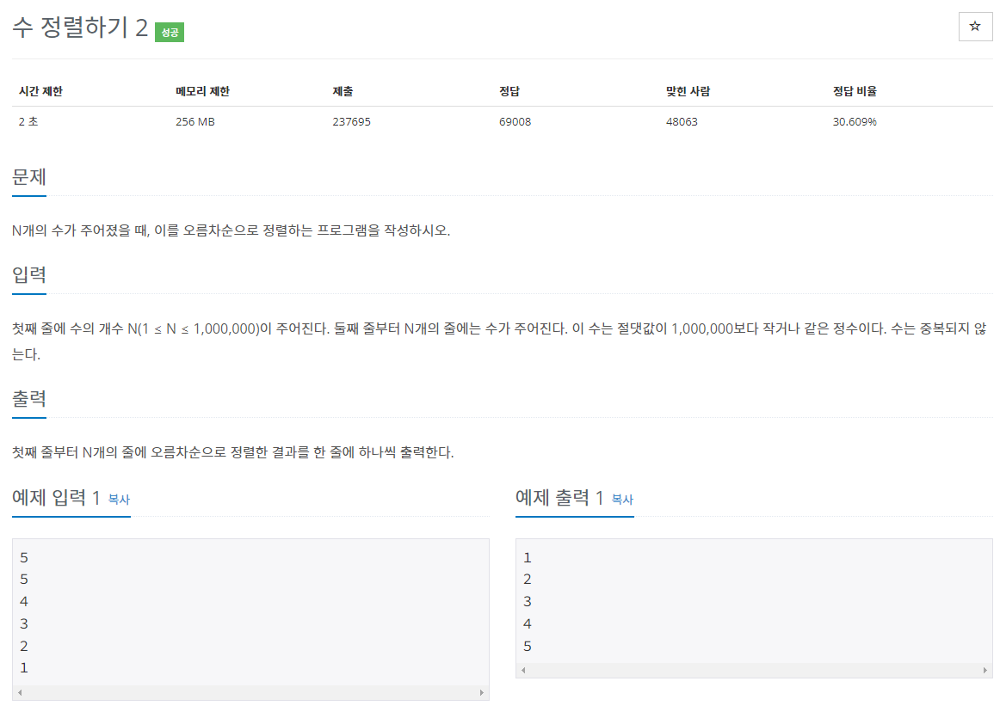 수 정렬하기 2 성공
☆
시간 제한 메모리 제한 제출 정답 맞힌 사람 정답 비율
2 초 256 MB 237695 69008 48063 30.609%
문제
N개의 수가 주어졌을 때, 이를 오름차순으로 정렬하는 프로그램을 작성하시오.
입력
첫째 줄에 수의 개수 N(1 ≤ N ≤ 1,000,000)이 주어진다. 둘째 줄부터 N개의 줄에는 수가 주어진다. 이 수는 절댓값이 1,000,000보다 작거나 같은 정수이다. 수는 중복되지 않
는다.
출력
첫째 줄부터 N개의 줄에 오름차순으로 정렬한 결과를 한 줄에 하나씩 출력한다.
예제 입력 1 복사
5
5
4
3
2
1
예제 출력 1 복사
1
2
3
4
5